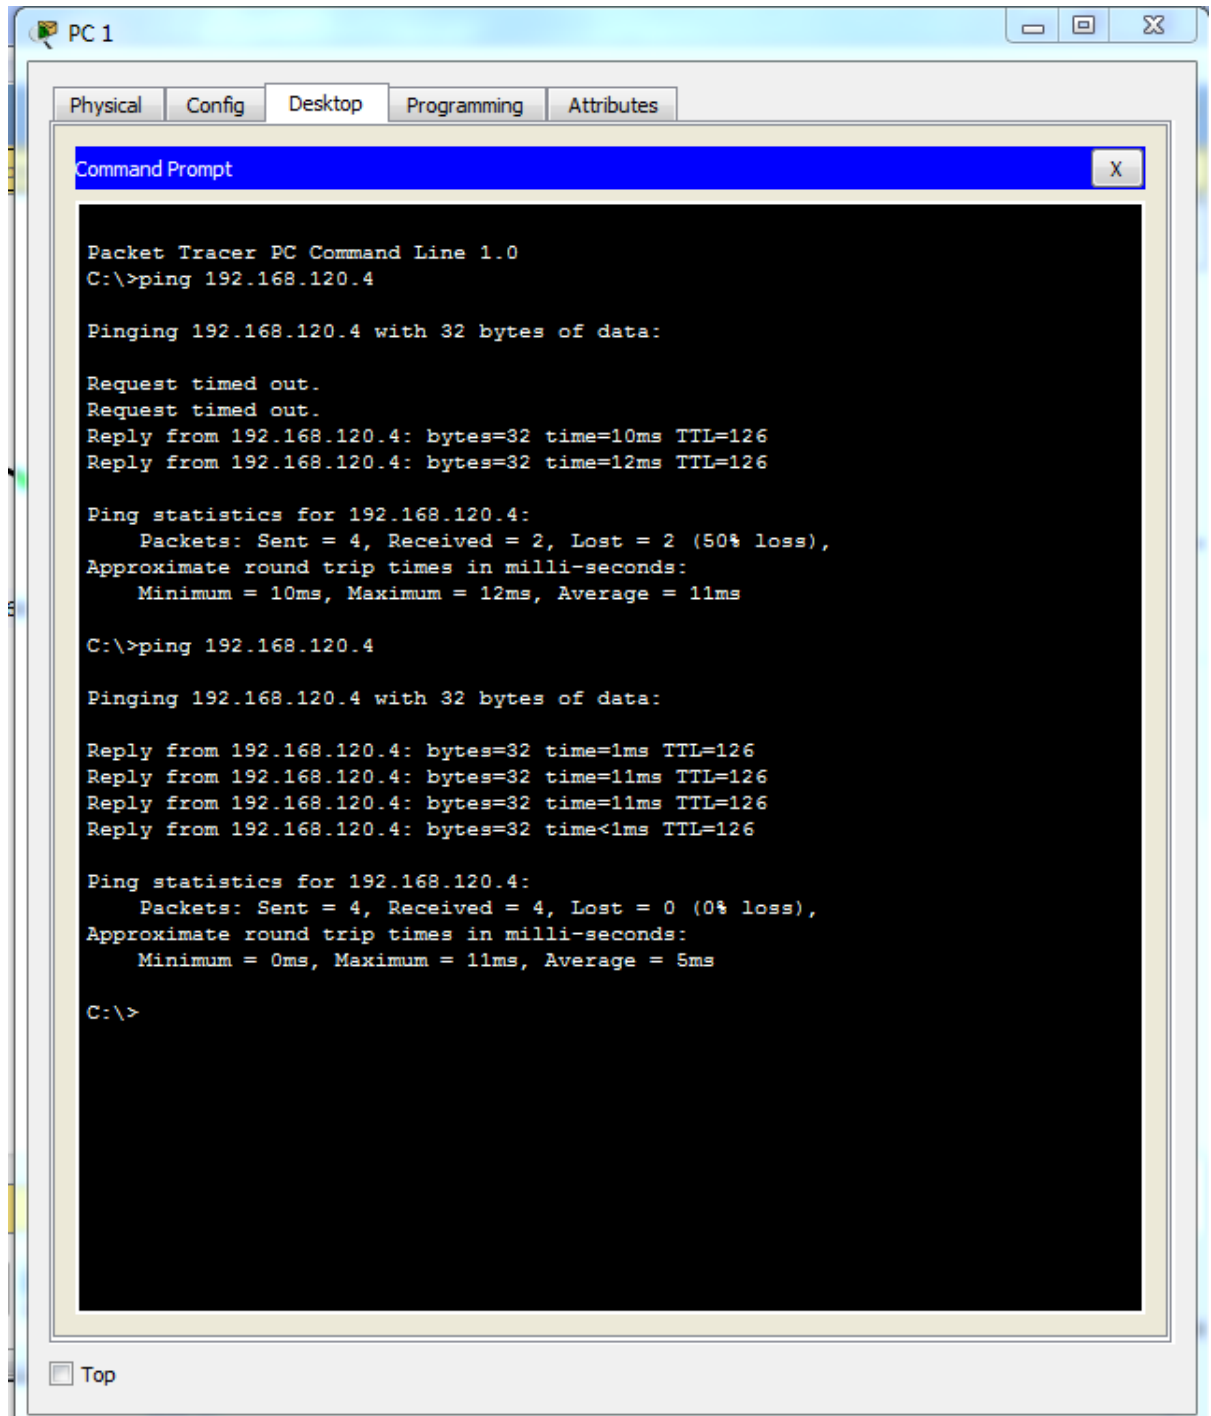 PC 1
Physical Config Desktop Programming Attributes
Command Prompt X
Packet Tracer PC Command Line 1.0
C:\>ping 192.168.120.4
Pinging 192.168.120.4 with 32 bytes of data:
Request timed out.
Request timed out.
Reply from 192.168.120.4: bytes=32 time=10ms TTL=126
Reply from 192.168.120.4: bytes=32 time=12ms TTL=126
Ping statistics for 192.168.120.4:
Packets: Sent = 4, Received = 2, Lost = 2 (50% loss),
Approximate round trip times in milli-seconds:
Minimum = 10ms, Maximum = 12ms, Average = 11ms
C:\>ping 192.168.120.4
Pinging 192.168.120.4 with 32 bytes of data:
Reply from 192.168.120.4: bytes=32 time=1ms TTL=126
Reply from 192.168.120.4: bytes=32 time=11ms TTL=126
Reply from 192.168.120.4: bytes=32 time=11ms TTL=126
Reply from 192.168.120.4: bytes=32 time<1ms TTL=126
Ping statistics for 192.168.120.4:
Packets: Sent = 4, Received = 4, Lost = 0 (0% loss),
Approximate round trip times in milli-seconds:
Minimum = 0ms, Maximum = 11ms, Average = 5ms
C:\>
Top